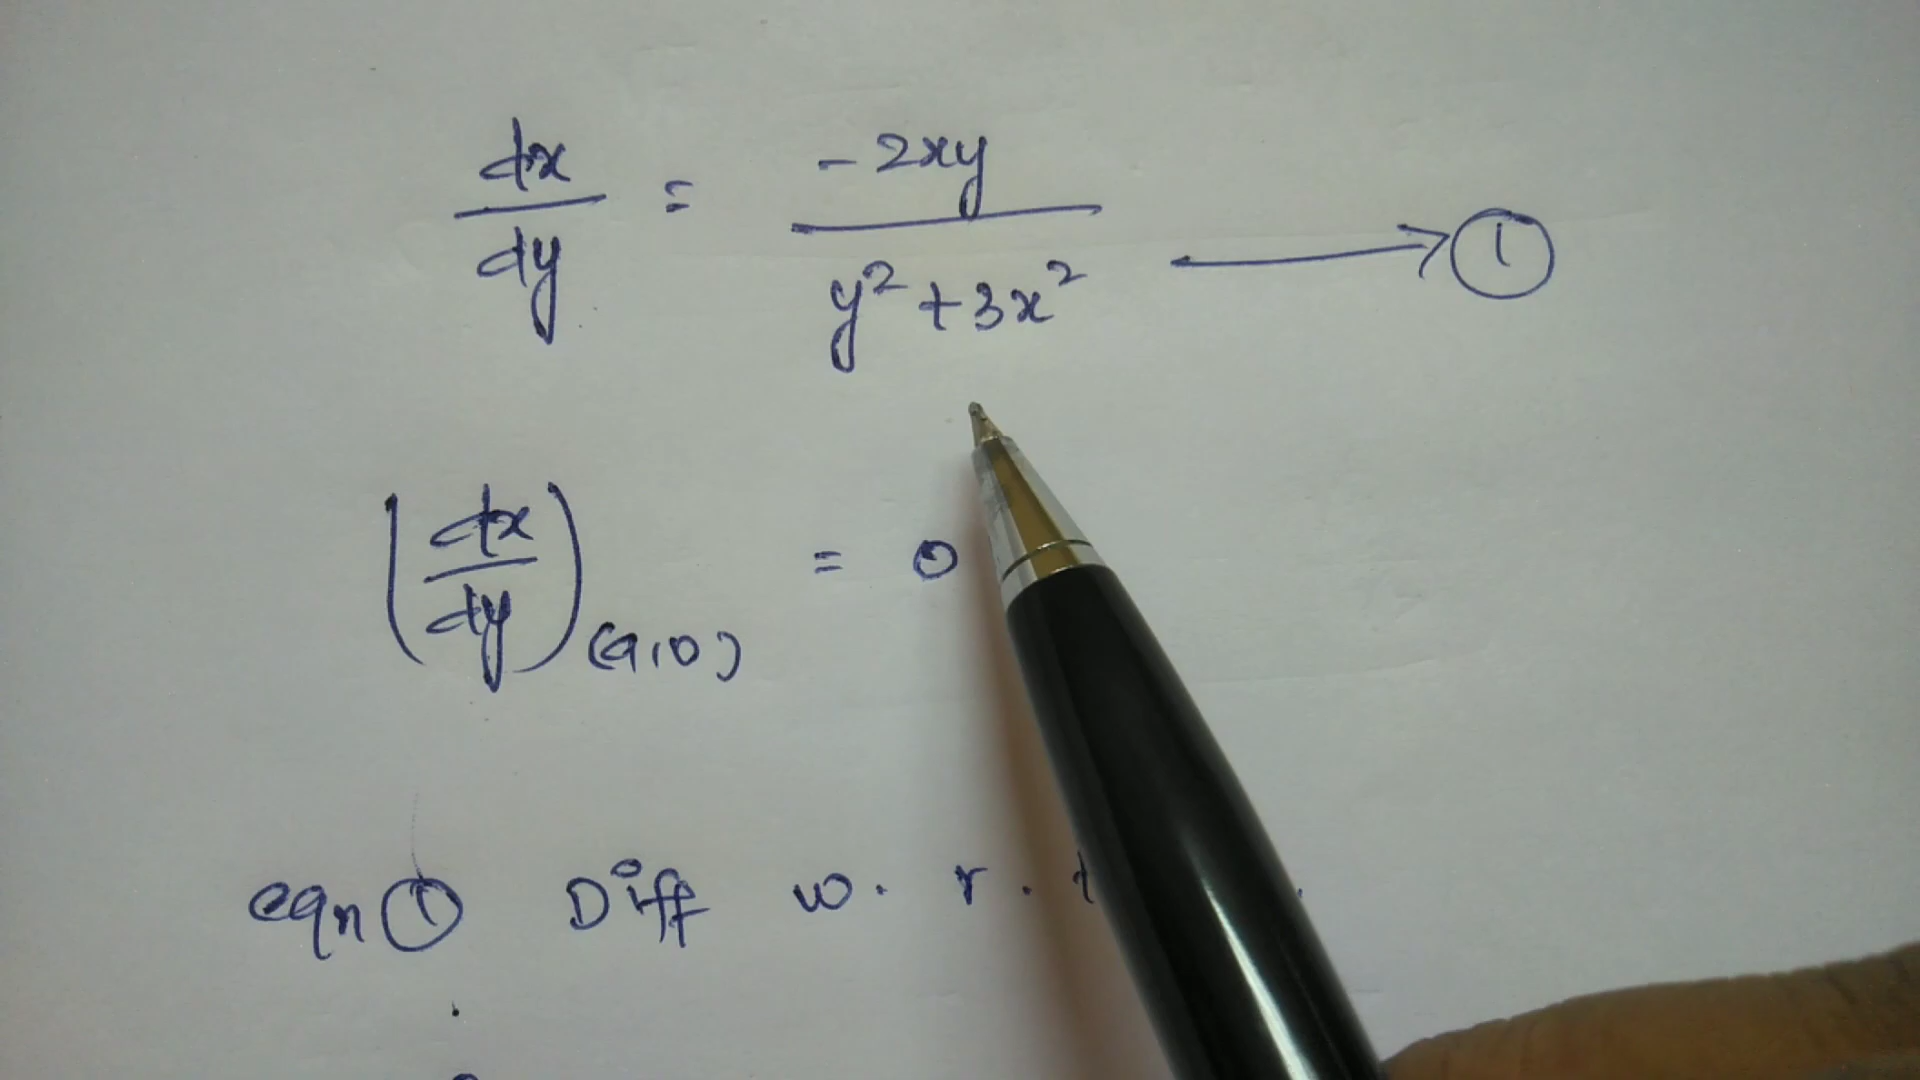 dx/dy = -2xy / y² + 3x² ⟶ ①
(dx/dy)(a,0) = 0
eqn ① Diff w. r. t